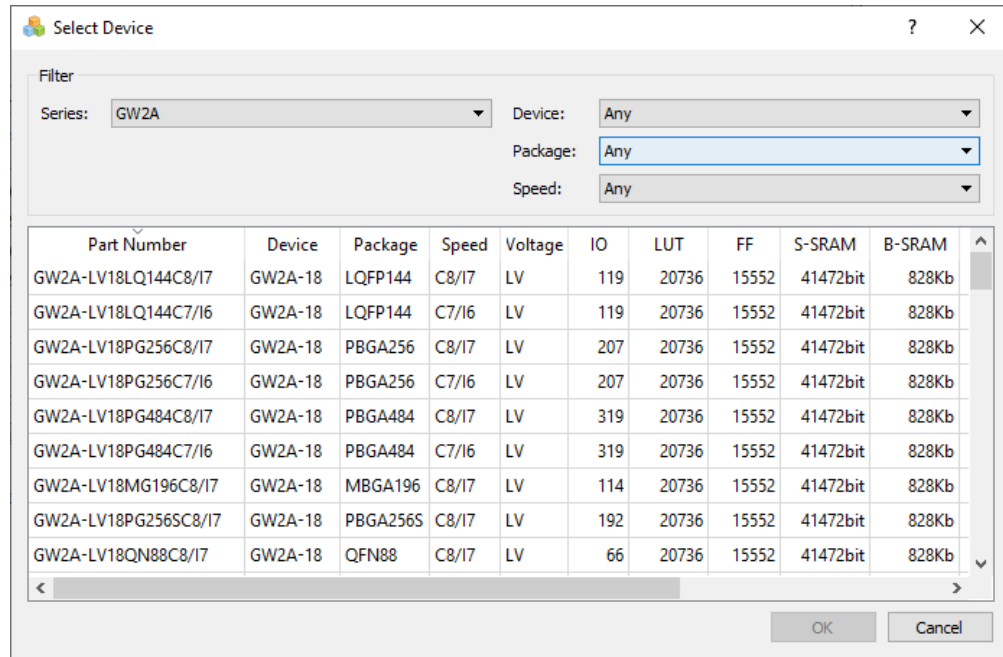 Select Device
?
Filter
Series: GW2A Device: Any
Package: Any
Speed: Any
Part Number Device Package Speed Voltage IO LUT FF S-SRAM B-SRAM
GW2A-LV18LQ144C8/I7 GW2A-18 LQFP144 C8/I7 LV 119 20736 15552 41472bit 828Kb
GW2A-LV18LQ144C7/I6 GW2A-18 LQFP144 C7/I6 LV 119 20736 15552 41472bit 828Kb
GW2A-LV18PG256C8/I7 GW2A-18 PBGA256 C8/I7 LV 207 20736 15552 41472bit 828Kb
GW2A-LV18PG256C7/I6 GW2A-18 PBGA256 C7/I6 LV 207 20736 15552 41472bit 828Kb
GW2A-LV18PG484C8/I7 GW2A-18 PBGA484 C8/I7 LV 319 20736 15552 41472bit 828Kb
GW2A-LV18PG484C7/I6 GW2A-18 PBGA484 C7/I6 LV 319 20736 15552 41472bit 828Kb
GW2A-LV18MG196C8/I7 GW2A-18 MBGA196 C8/I7 LV 114 20736 15552 41472bit 828Kb
GW2A-LV18PG256SC8/I7 GW2A-18 PBGA256S C8/I7 LV 192 20736 15552 41472bit 828Kb
GW2A-LV18QN88C8/I7 GW2A-18 QFN88 C8/I7 LV 66 20736 15552 41472bit 828Kb
OK Cancel